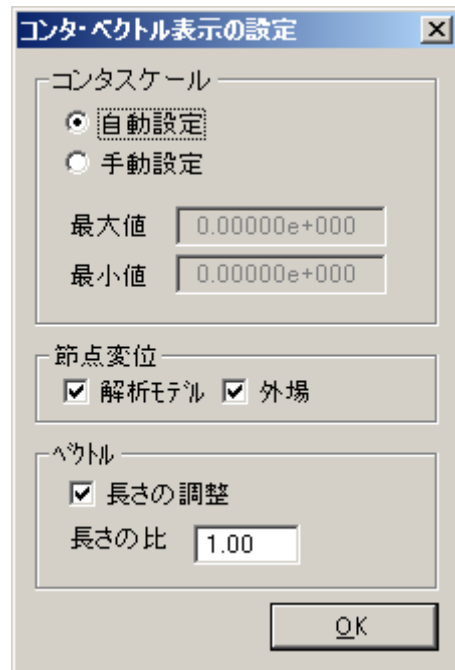 コンタ・ベクトル表示の設定
コンタスケール
自動設定
手動設定
最大値 0.00000e+000
最小値 0.00000e+000
節点変位
解析ﾓﾃﾞﾙ 外場
ﾍﾞｸﾄﾙ
長さの調整
長さの比 1.00
OK